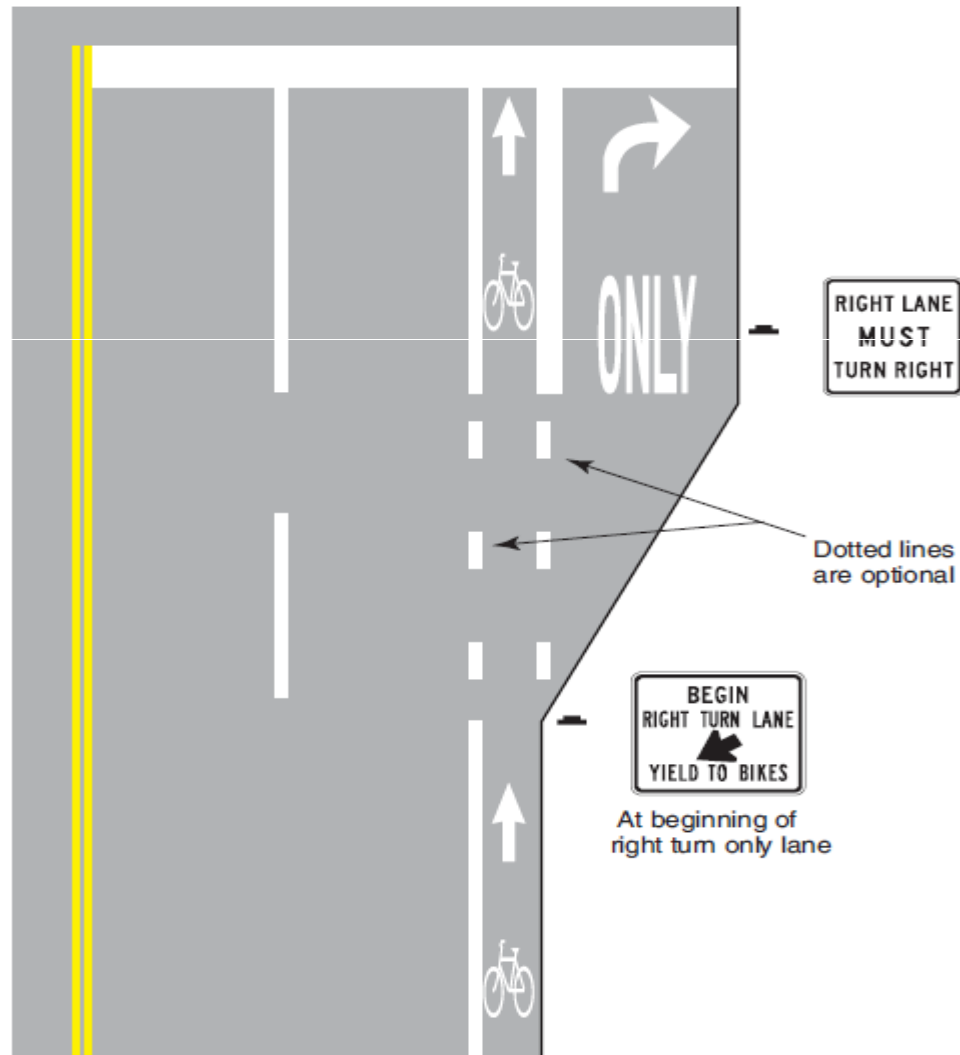 ONLY
RIGHT LANE
MUST
TURN RIGHT
Dotted lines
are optional
BEGIN
RIGHT TURN LANE
YIELD TO BIKES
At beginning of
right turn only lane